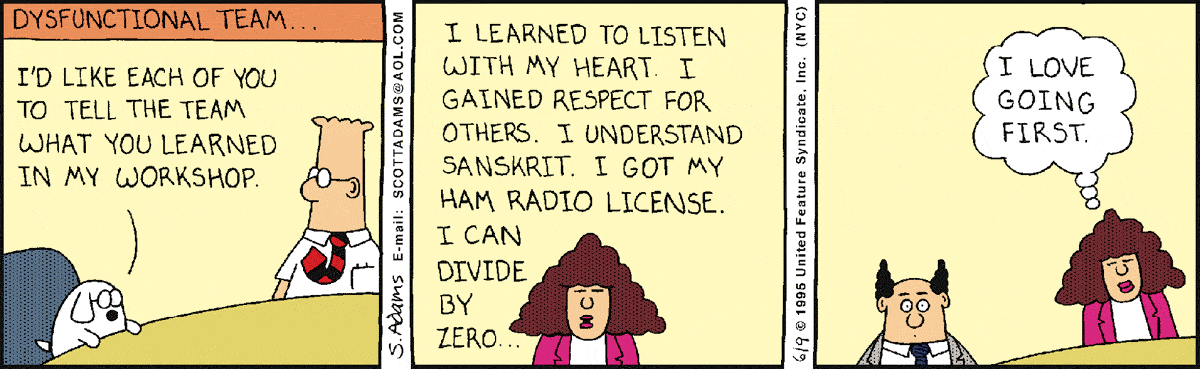 DYSFUNCTIONAL TEAM...
I'D LIKE EACH OF YOU
TO TELL THE TEAM
WHAT YOU LEARNED
IN MY WORKSHOP.
S. Adams E-mail: SCOTTADAMS@AOL.COM
I LEARNED TO LISTEN
WITH MY HEART. I
GAINED RESPECT FOR
OTHERS. I UNDERSTAND
SANSKRIT. I GOT MY
HAM RADIO LICENSE.
I CAN
DIVIDE
BY
ZERO...
6/9 © 1995 United Feature Syndicate, Inc. (NYC)
I LOVE
GOING
FIRST.